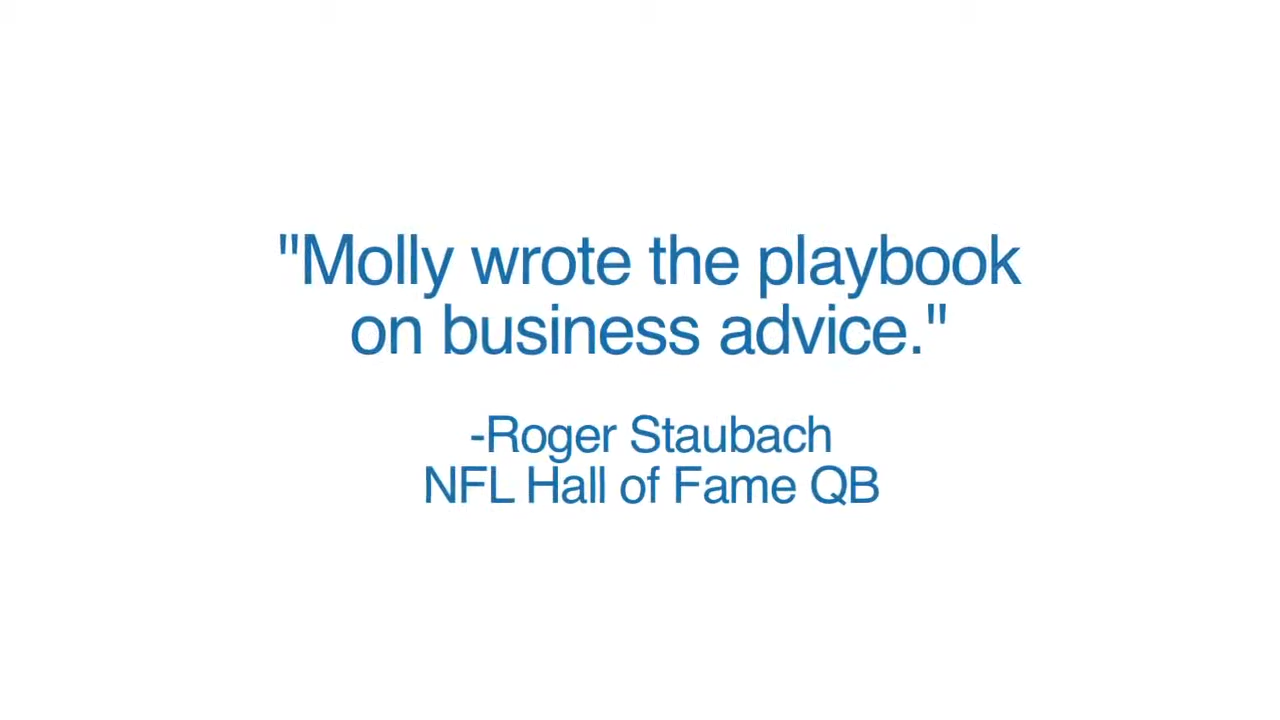 "Molly wrote the playbook
on business advice."
-Roger Staubach
NFL Hall of Fame QB